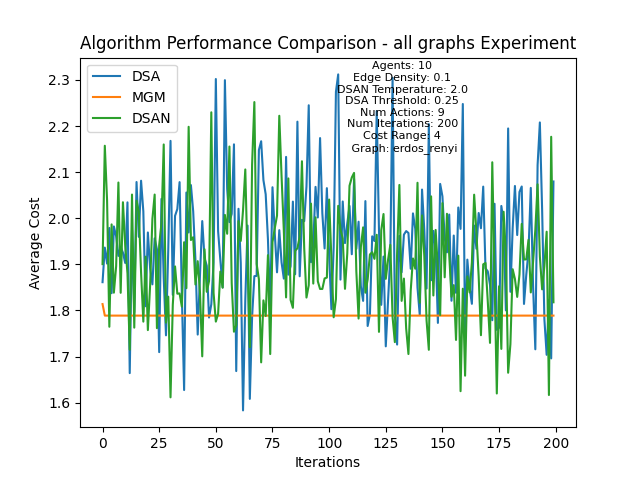 Algorithm Performance Comparison - all graphs Experiment
DSA
MGM
DSAN
Agents: 10
Edge Density: 0.1
DSAN Temperature: 2.0
DSA Threshold: 0.25
Num Actions: 9
Num Iterations: 200
Cost Range: 4
Graph: erdos_renyi
Average Cost
2.3
2.2
2.1
2.0
1.9
1.8
1.7
1.6
0
25
50
75
100
125
150
175
200
Iterations